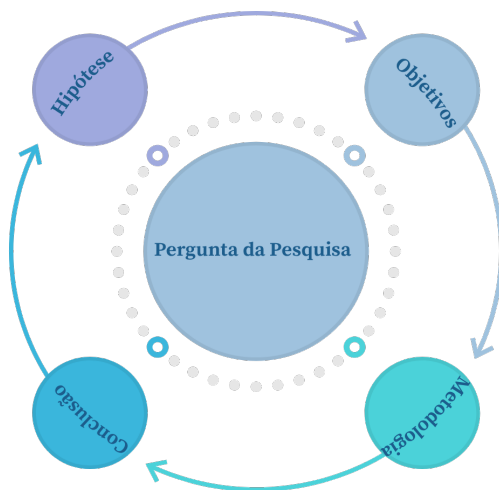 Hipótese
Objetivos
Pergunta da Pesquisa
Conclusão
Metodologia